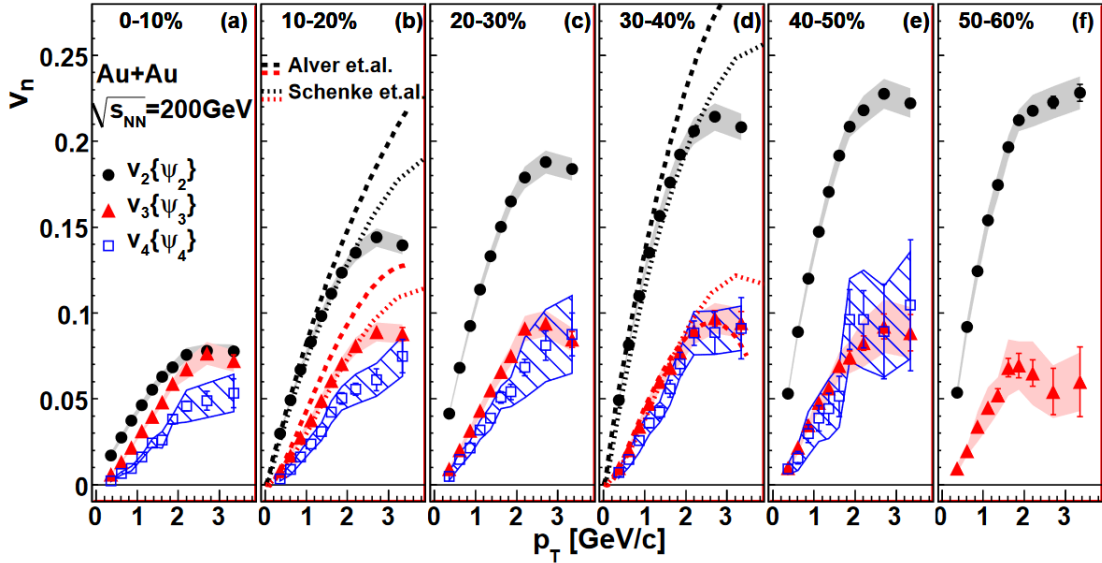 0-10% (a) 10-20% (b) 20-30% (c) 30-40% (d) 40-50% (e) 50-60% (f)
Au+Au
√s_NN=200GeV
v_2{ψ_2}
v_3{ψ_3}
v_4{ψ_4}
Alver et.al.
Schenke et.al.
v_n
0.25
0.2
0.15
0.1
0.05
0
0 1 2 3 0 1 2 3 0 1 2 3 0 1 2 3 0 1 2 3 0 1 2 3
p_T [GeV/c]